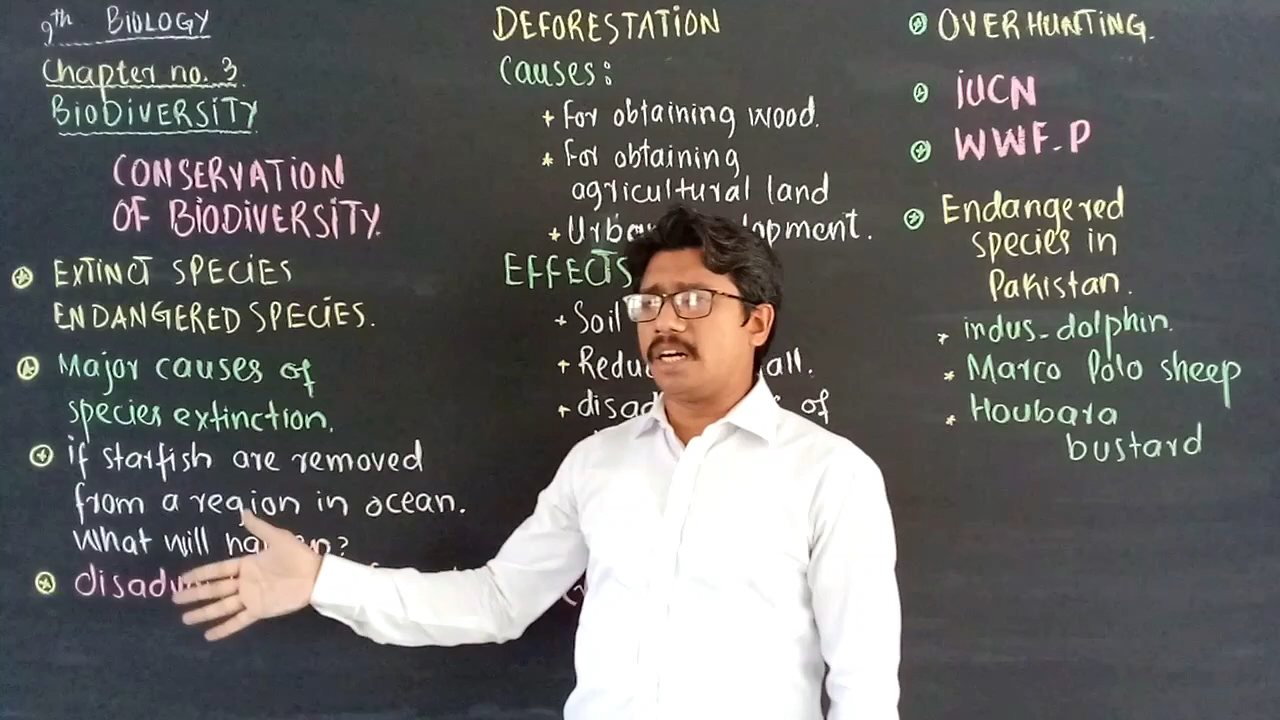 9th BIOLOGY
Chapter no. 3
BIODIVERSITY
CONSERVATION
OF BIODIVERSITY.
EXTINCT SPECIES
ENDANGERED SPECIES.
Major causes of
species extinction.
if starfish are removed
from a region in ocean.
What will
DEFORESTATION
Causes:
+ For obtaining wood.
* For obtaining
agricultural land
EFFECTS
+ Soil
+
+
of
OVERHUNTING.
IUCN
WWF-P
Endangered
species in
Pakistan.
* indus-dolphin.
* Marco Polo sheep
* Houbara
bustard